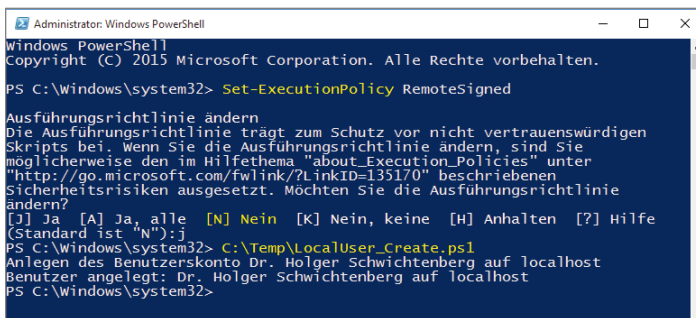 Administrator: Windows PowerShell
Windows PowerShell
Copyright (C) 2015 Microsoft Corporation. Alle Rechte vorbehalten.
PS C:\Windows\system32> Set-ExecutionPolicy RemoteSigned
Ausführungsrichtlinie ändern
Die Ausführungsrichtlinie trägt zum Schutz vor nicht vertrauenswürdigen
Skripts bei. Wenn Sie die Ausführungsrichtlinie ändern, sind Sie
möglicherweise den im Hilfethema "about_Execution_Policies" unter
"http://go.microsoft.com/fwlink/?LinkID=135170" beschriebenen
Sicherheitsrisiken ausgesetzt. Möchten Sie die Ausführungsrichtlinie
ändern?
[J] Ja [A] Ja, alle [N] Nein [K] Nein, keine [H] Anhalten [?] Hilfe
(Standard ist "N"):j
PS C:\Windows\system32> C:\Temp\LocalUser_Create.ps1
Anlegen des Benutzerskonto Dr. Holger Schwichtenberg auf localhost
Benutzer angelegt: Dr. Holger Schwichtenberg auf localhost
PS C:\Windows\system32>